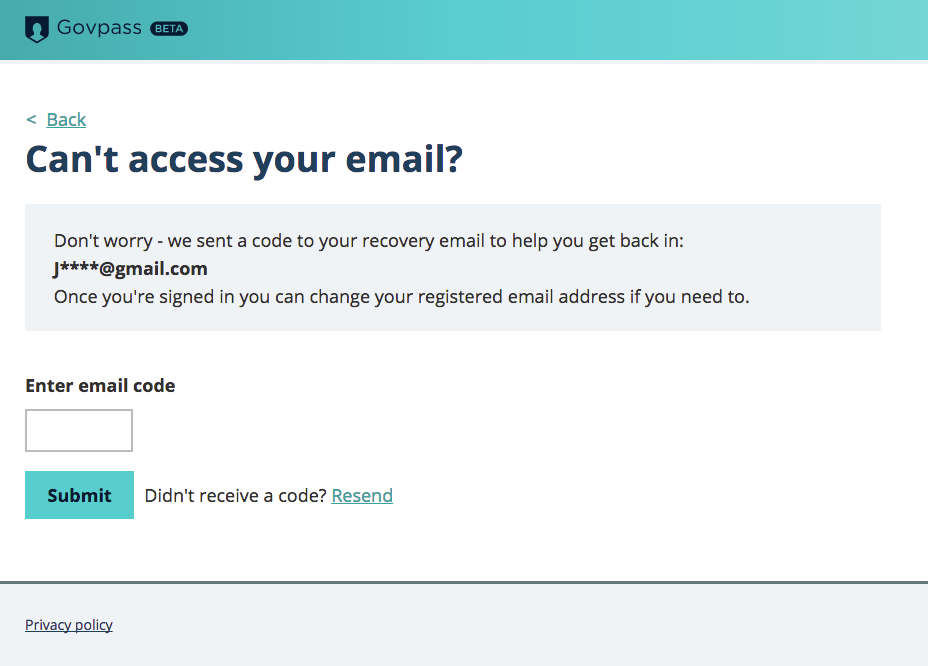 Govpass BETA
< Back
Can't access your email?
Don't worry - we sent a code to your recovery email to help you get back in:
J****@gmail.com
Once you're signed in you can change your registered email address if you need to.
Enter email code
Submit Didn't receive a code? Resend
Privacy policy